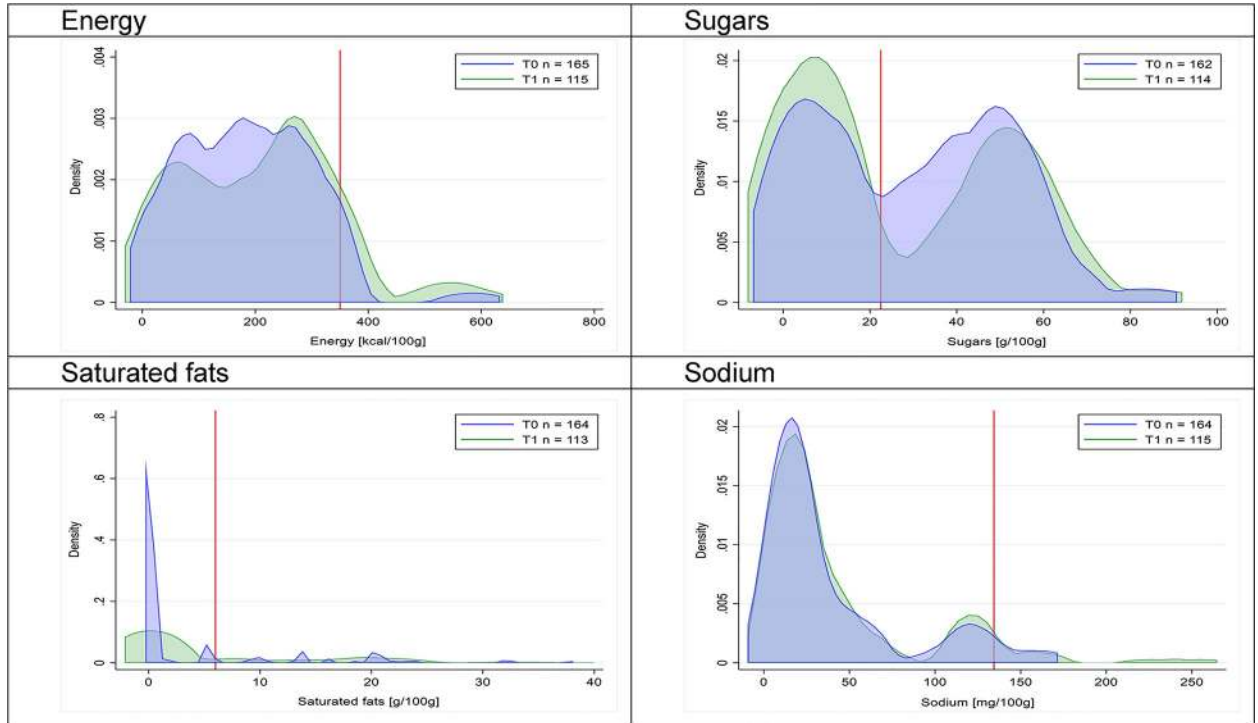 Energy
.004
.003
.002
.001
0
Density
T0 n = 165
T1 n = 115
0 200 400 600 800
Energy [kcal/100g]
Sugars
.02
.015
.01
.005
0
Density
T0 n = 162
T1 n = 114
0 20 40 60 80 100
Sugars [g/100g]
Saturated fats
.8
.6
.4
.2
0
Density
T0 n = 164
T1 n = 113
0 10 20 30 40
Saturated fats [g/100g]
Sodium
.02
.015
.01
.005
0
Density
T0 n = 164
T1 n = 115
0 50 100 150 200 250
Sodium [mg/100g]